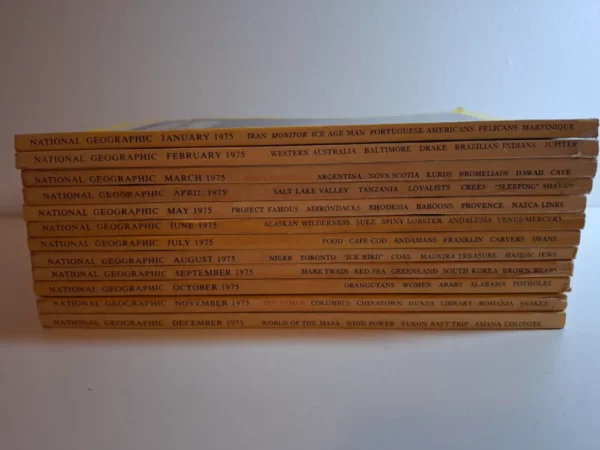 NATIONAL GEOGRAPHIC JANUARY 1975 IRAN MONITOR ICE AGE MAN PORTUGUESE-AMERICANS PELICANS MARTINIQUE
NATIONAL GEOGRAPHIC FEBRUARY 1975 WESTERN AUSTRALIA BALTIMORE DRAKE BRAZILIAN INDIANS JUPITER
NATIONAL GEOGRAPHIC MARCH 1975 ARGENTINA NOVA SCOTIA KURDS BROMELIADS HAWAII CAVE
NATIONAL GEOGRAPHIC APRIL 1975 SALT LAKE VALLEY TANZANIA LOYALISTS CREES "SLEEPING" SHARKS
NATIONAL GEOGRAPHIC MAY 1975 PROJECT FAMOUS ADIRONDACKS RHODESIA BABOONS PROVENCE NAZCA LINES
NATIONAL GEOGRAPHIC JUNE 1975 ALASKAN WILDERNESS SUEZ SPINY LOBSTER ANDALUSIA VENUS-MERCURY
NATIONAL GEOGRAPHIC JULY 1975 FOOD CAPE COD ANDAMANS FRANKLIN CARVERS SWANS
NATIONAL GEOGRAPHIC AUGUST 1975 NIGER TORONTO "ICE BIRD" COAL MADEIRA TREASURE HASIDIC JEWS
NATIONAL GEOGRAPHIC SEPTEMBER 1975 MARK TWAIN RED SEA GREENLAND SOUTH KOREA BROWN BEARS
NATIONAL GEOGRAPHIC OCTOBER 1975 ORANGUTANS WOMEN ARABS ALABAMA POTHOLES
NATIONAL GEOGRAPHIC NOVEMBER 1975 COLUMBUS CHINATOWN HUNZA LIBRARY ROMANIA SNAKES
NATIONAL GEOGRAPHIC DECEMBER 1975 WORLD OF THE MAYA WIND POWER YUKON RAFT TRIP AMANA COLONIES